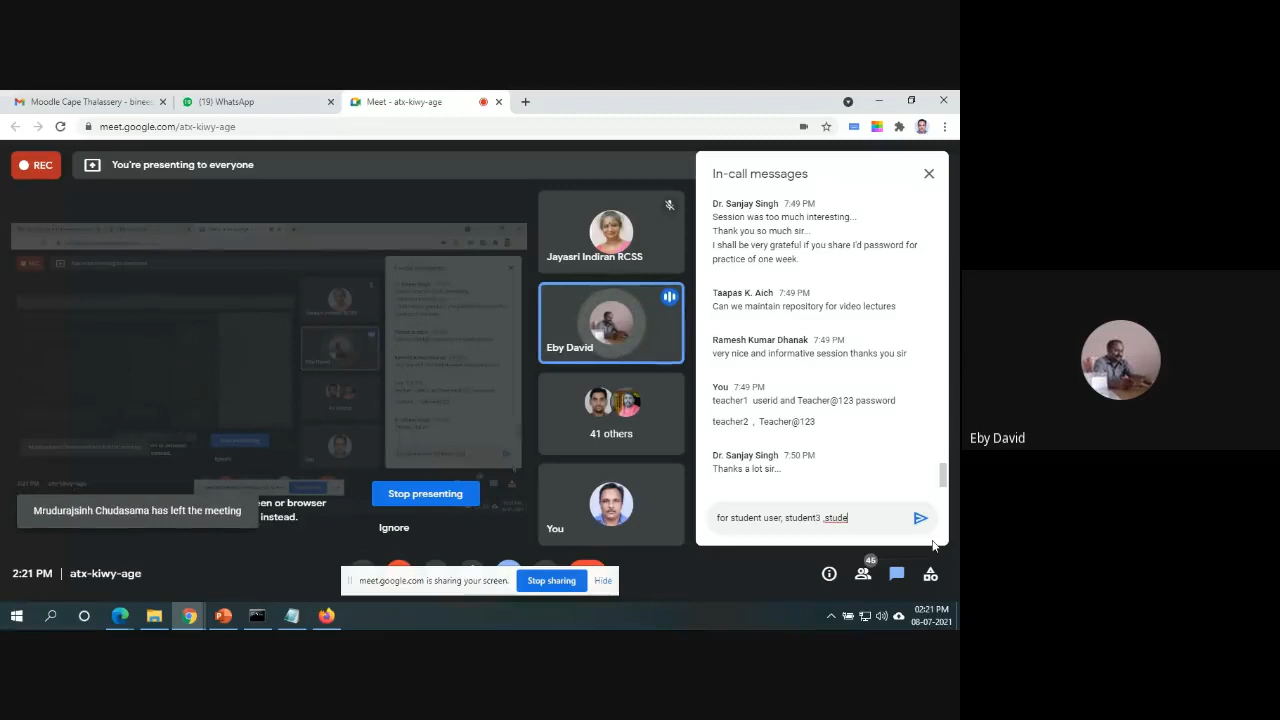 Moodle Cape Thalassery - binees
(19) WhatsApp
Meet - atx-kiwy-age
meet.google.com/atx-kiwy-age
REC
You're presenting to everyone
In-call messages
Dr. Sanjay Singh 7:49 PM
Session was too much interesting...
Thank you so much sir...
I shall be very grateful if you share I'd password for
practice of one week.
Taapas K. Aich 7:49 PM
Can we maintain repository for video lectures
Ramesh Kumar Dhanak 7:49 PM
very nice and informative session thanks you sir
You 7:49 PM
teacher1 userid and Teacher@123 password
teacher2 , Teacher@123
Dr. Sanjay Singh 7:50 PM
Thanks a lot sir...
for student user, student3 ,stude
Jayasri Indiran RCSS
Eby David
41 others
You
Stop presenting
Ignore
Mrudurajsinh Chudasama has left the meeting
en or browser
instead.
2:21 PM | atx-kiwy-age
meet.google.com is sharing your screen.
Stop sharing
Hide
45
02:21 PM
08-07-2021
Eby David